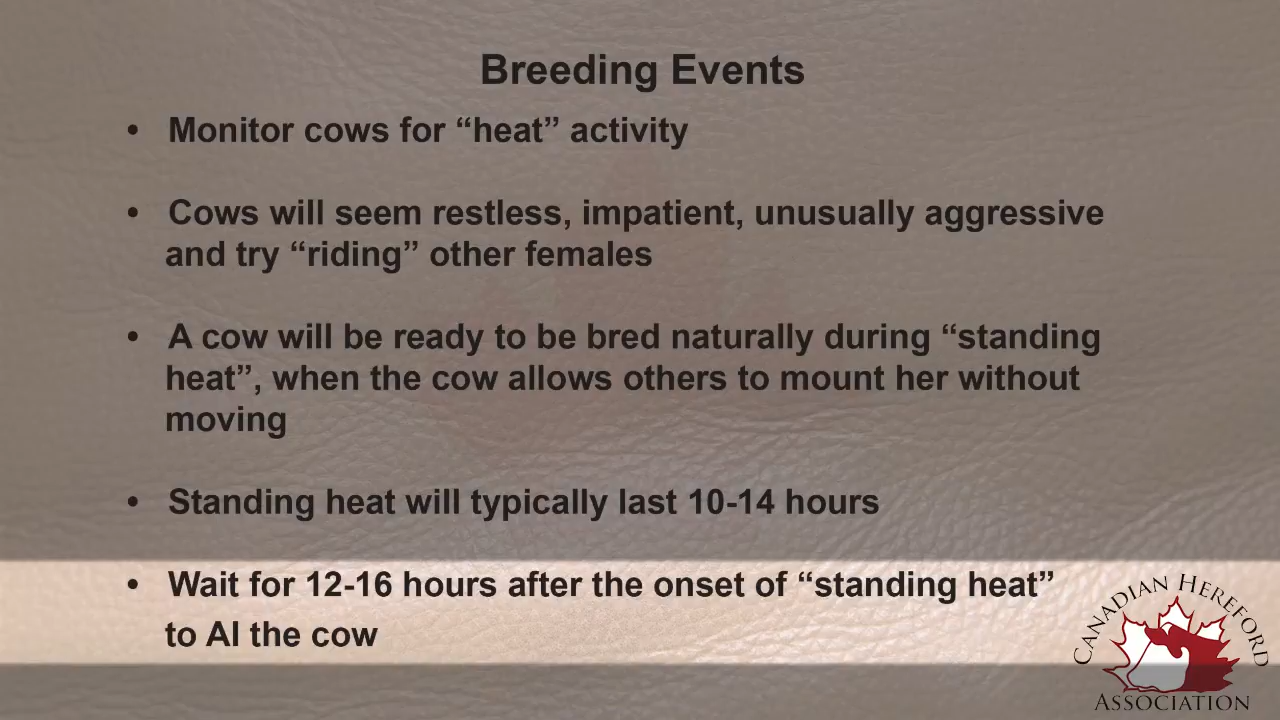 Breeding Events
• Monitor cows for “heat” activity
• Cows will seem restless, impatient, unusually aggressive
and try “riding” other females
• A cow will be ready to be bred naturally during “standing
heat”, when the cow allows others to mount her without
moving
• Standing heat will typically last 10-14 hours
• Wait for 12-16 hours after the onset of “standing heat”
to AI the cow
CANADIAN HEREFORD
ASSOCIATION